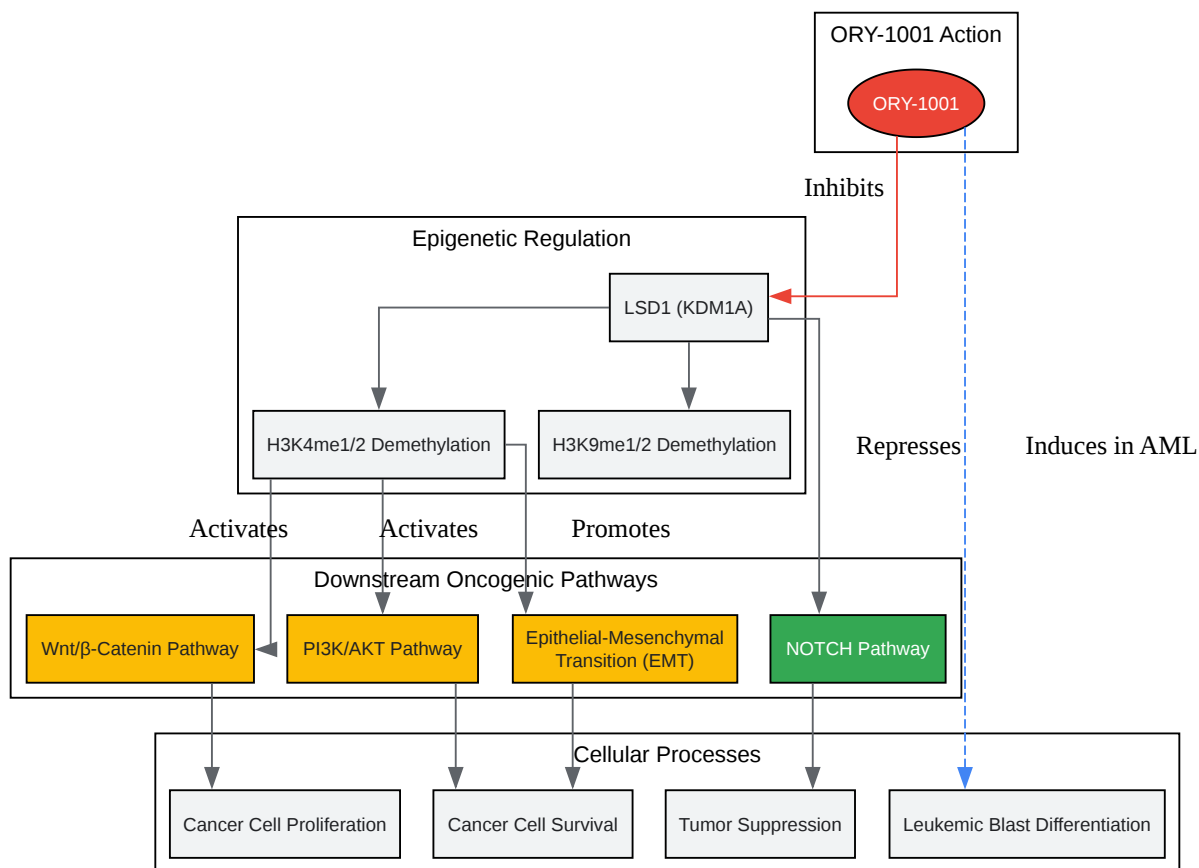 ORY-1001 Action
ORY-1001
Inhibits
Epigenetic Regulation
LSD1 (KDM1A)
H3K4me1/2 Demethylation
H3K9me1/2 Demethylation
Represses
Induces in AML
Activates
Activates
Promotes
Downstream Oncogenic Pathways
Wnt/β-Catenin Pathway
PI3K/AKT Pathway
Epithelial-Mesenchymal
Transition (EMT)
NOTCH Pathway
Cellular Processes
Cancer Cell Proliferation
Cancer Cell Survival
Tumor Suppression
Leukemic Blast Differentiation